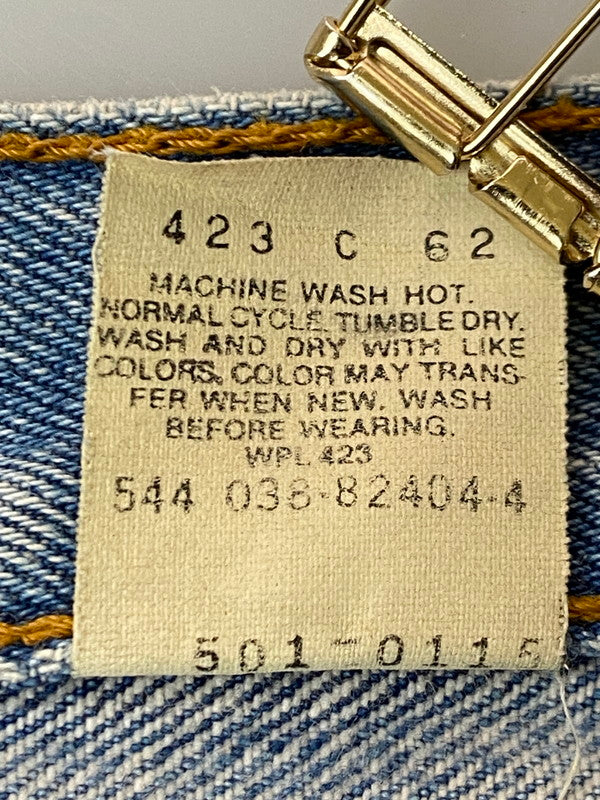 423 C 62
MACHINE WASH HOT.
NORMAL CYCLE. TUMBLE DRY.
WASH AND DRY WITH LIKE
COLORS. COLOR MAY TRANS-
FER WHEN NEW. WASH
BEFORE WEARING.
WPL 423
544 036-82404-4
501-0115